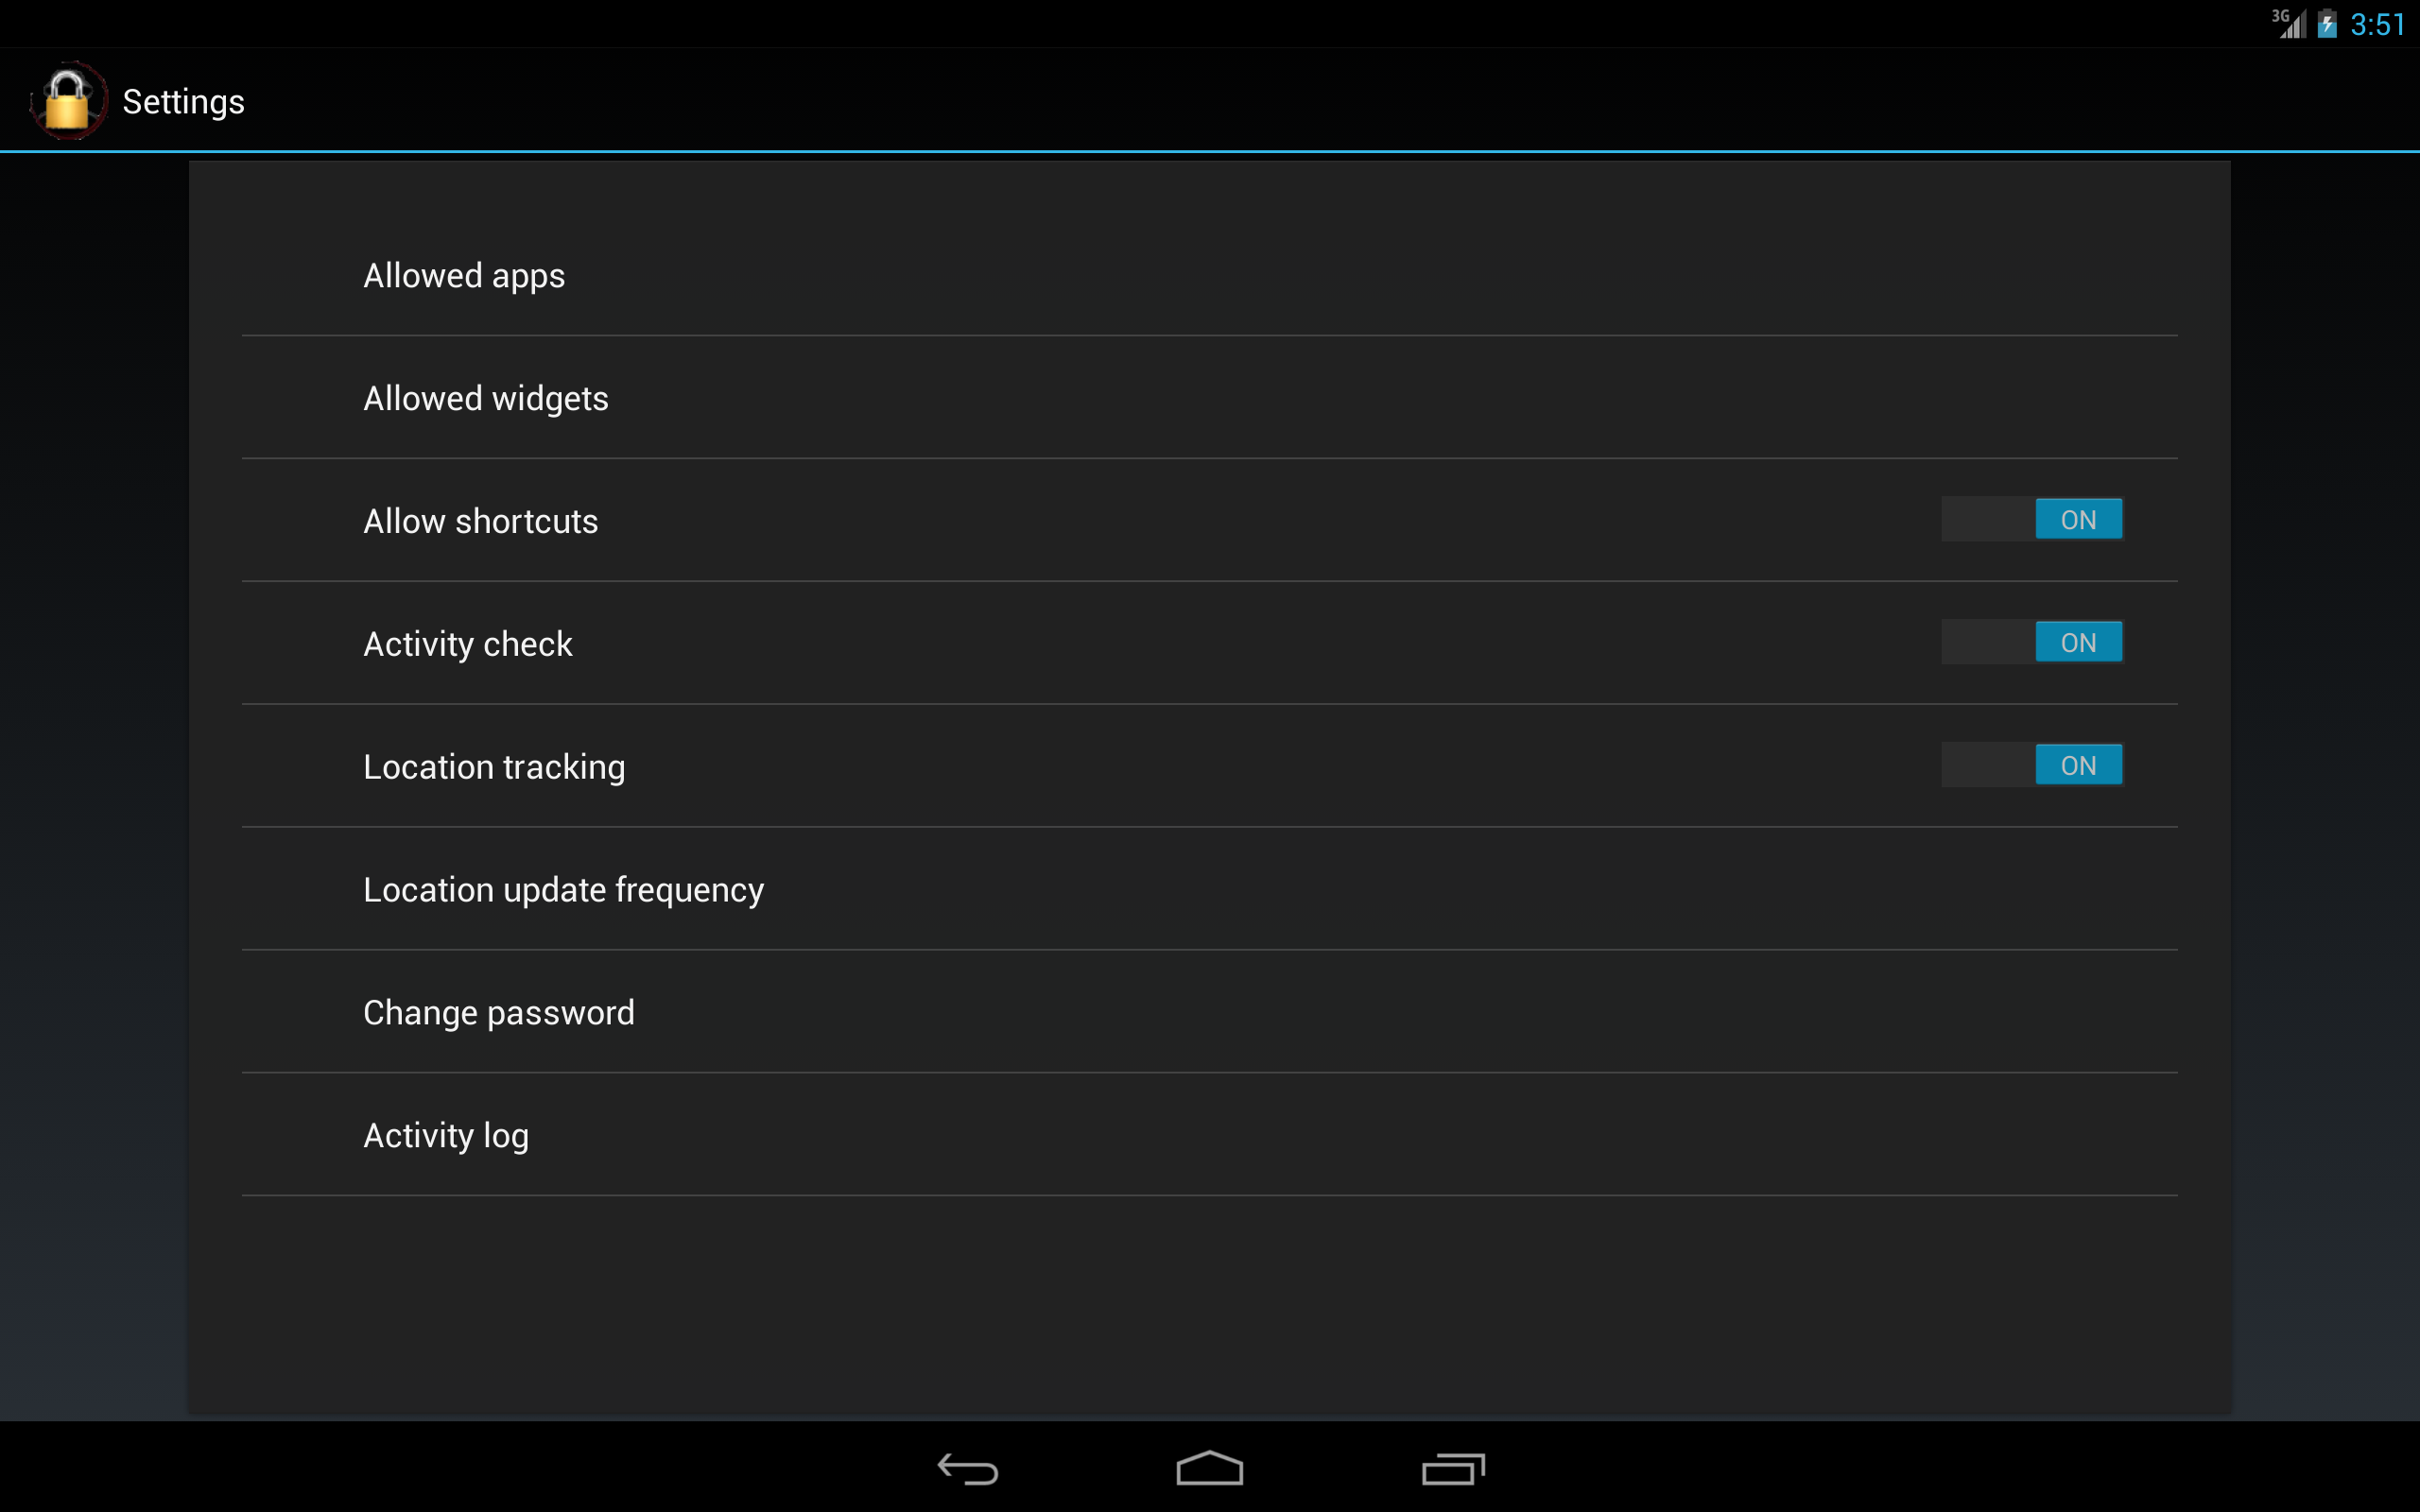 3G 3:51
Settings
Allowed apps
Allowed widgets
Allow shortcuts ON
Activity check ON
Location tracking ON
Location update frequency
Change password
Activity log